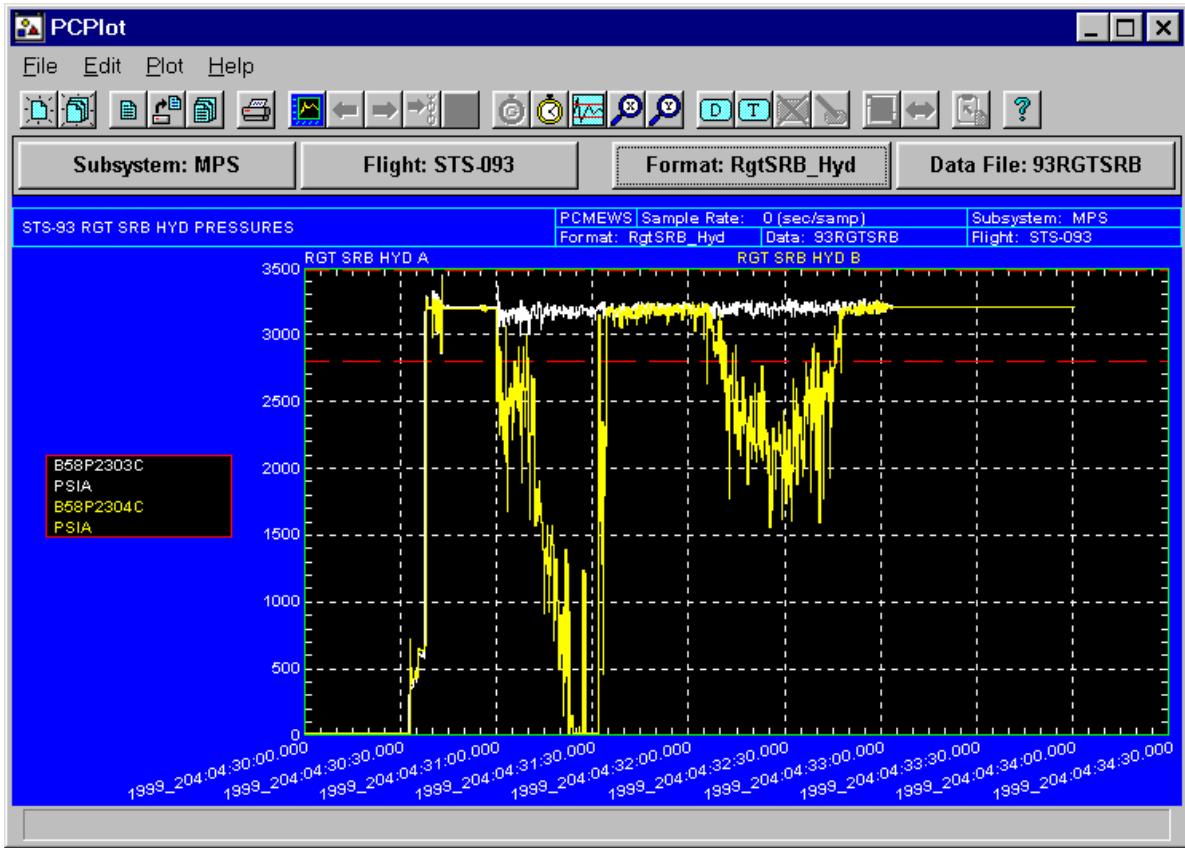 PCPlot
File Edit Plot Help
G X Y D T ?
Subsystem: MPS Flight: STS-093 Format: RgtSRB_Hyd Data File: 93RGTSRB
STS-93 RGT SRB HYD PRESSURES
PCMEWS Sample Rate: 0 (sec/samp) Subsystem: MPS
Format: RgtSRB_Hyd Data: 93RGTSRB Flight: STS-093
RGT SRB HYD A RGT SRB HYD B
3500
3000
2500
2000
1500
1000
500
0
B58P2303C
PSIA
B58P2304C
PSIA
1999_204:04:30:00.000
1999_204:04:30:30.000
1999_204:04:31:00.000
1999_204:04:31:30.000
1999_204:04:32:00.000
1999_204:04:32:30.000
1999_204:04:33:00.000
1999_204:04:33:30.000
1999_204:04:34:00.000
1999_204:04:34:30.000